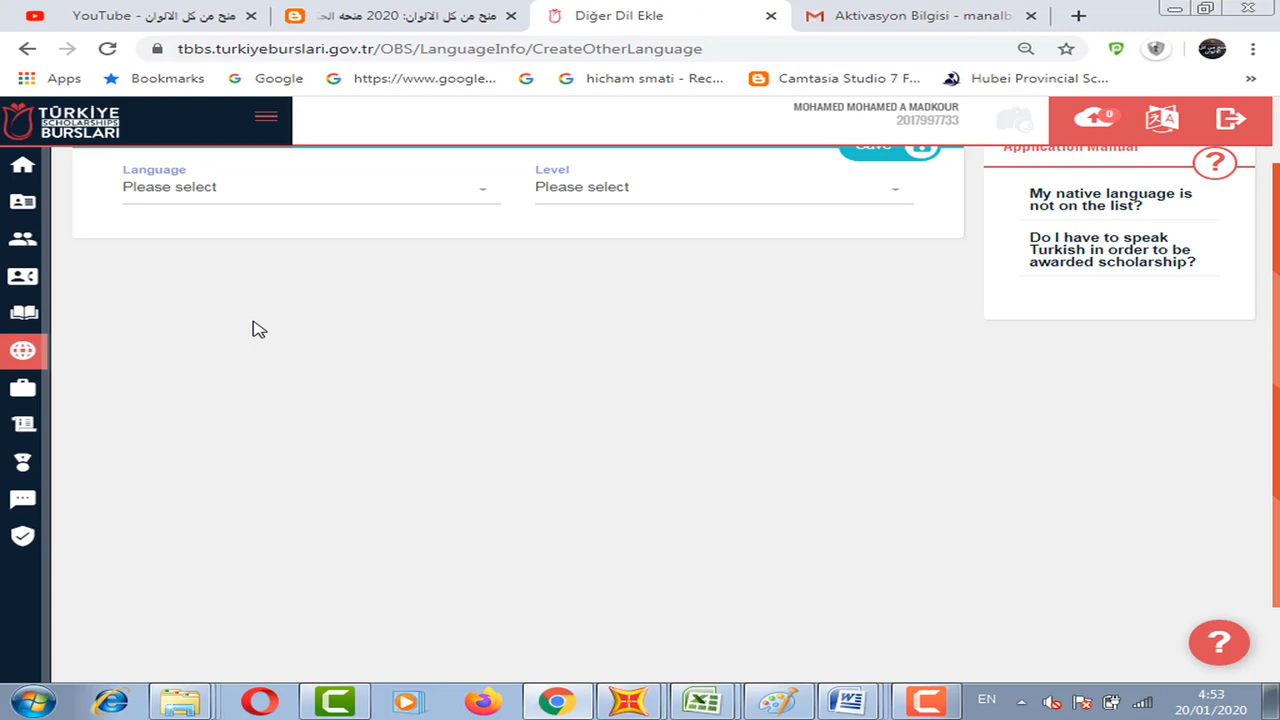 YouTube - منح من كل الالوان
منح من كل الالوان: 2020 منحه الحـ
Diğer Dil Ekle
Aktivasyon Bilgisi - manalb
tbbs.turkiyeburslari.gov.tr/OBS/LanguageInfo/CreateOtherLanguage
Apps
Bookmarks
Google
https://www.google...
hicham smati - Rec...
Camtasia Studio 7 F...
Hubei Provincial Sc...
»
TÜRKİYE
SCHOLARSHIPS
BURSLARI
MOHAMED MOHAMED A MADKOUR
2017997733
0
Save
Application Manual
?
Language
Please select
Level
Please select
My native language is
not on the list?
Do I have to speak
Turkish in order to be
awarded scholarship?
?
EN
4:53
20/01/2020